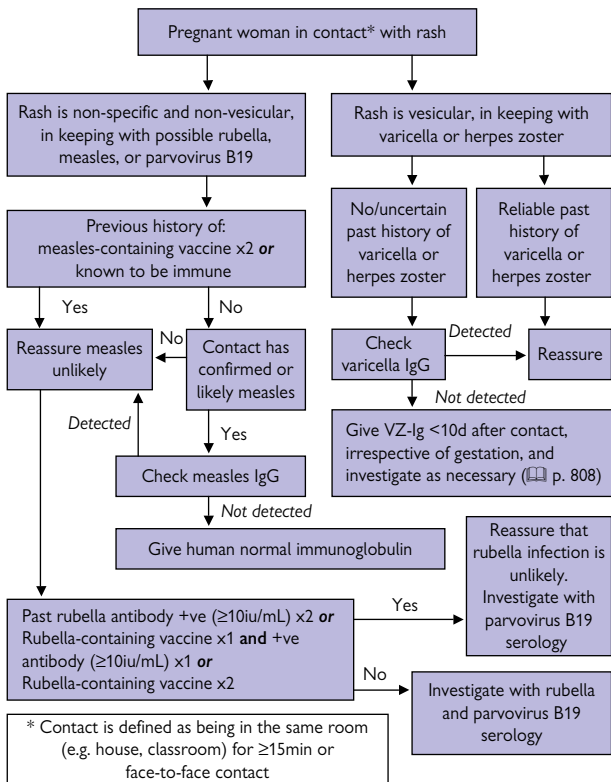 Pregnant woman in contact* with rash
Rash is non-specific and non-vesicular,
in keeping with possible rubella,
measles, or parvovirus B19
Rash is vesicular, in keeping with
varicella or herpes zoster
Previous history of:
measles-containing vaccine x2 or
known to be immune
No/uncertain
past history of
varicella or
herpes zoster
Reliable past
history of
varicella or
herpes zoster
Yes
No
Reassure measles
unlikely
No
Contact has
confirmed or
likely measles
Check
varicella IgG
Detected
Reassure
Not detected
Detected
Yes
Give VZ-Ig <10d after contact,
irrespective of gestation, and
investigate as necessary (📖 p. 808)
Check measles IgG
Not detected
Give human normal immunoglobulin
Reassure that
rubella infection is
unlikely.
Investigate with
parvovirus B19
serology
Past rubella antibody +ve (≥10iu/mL) x2 or
Rubella-containing vaccine x1 and +ve
antibody (≥10iu/mL) x1 or
Rubella-containing vaccine x2
Yes
No
Investigate with rubella
and parvovirus B19
serology
* Contact is defined as being in the same room
(e.g. house, classroom) for ≥15min or
face-to-face contact